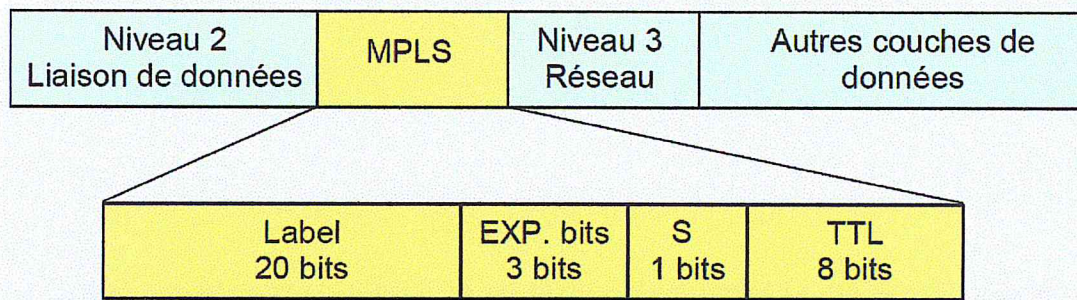 Niveau 2
Liaison de données
MPLS
Niveau 3
Réseau
Autres couches de
données
Label
20 bits
EXP. bits
3 bits
S
1 bits
TTL
8 bits